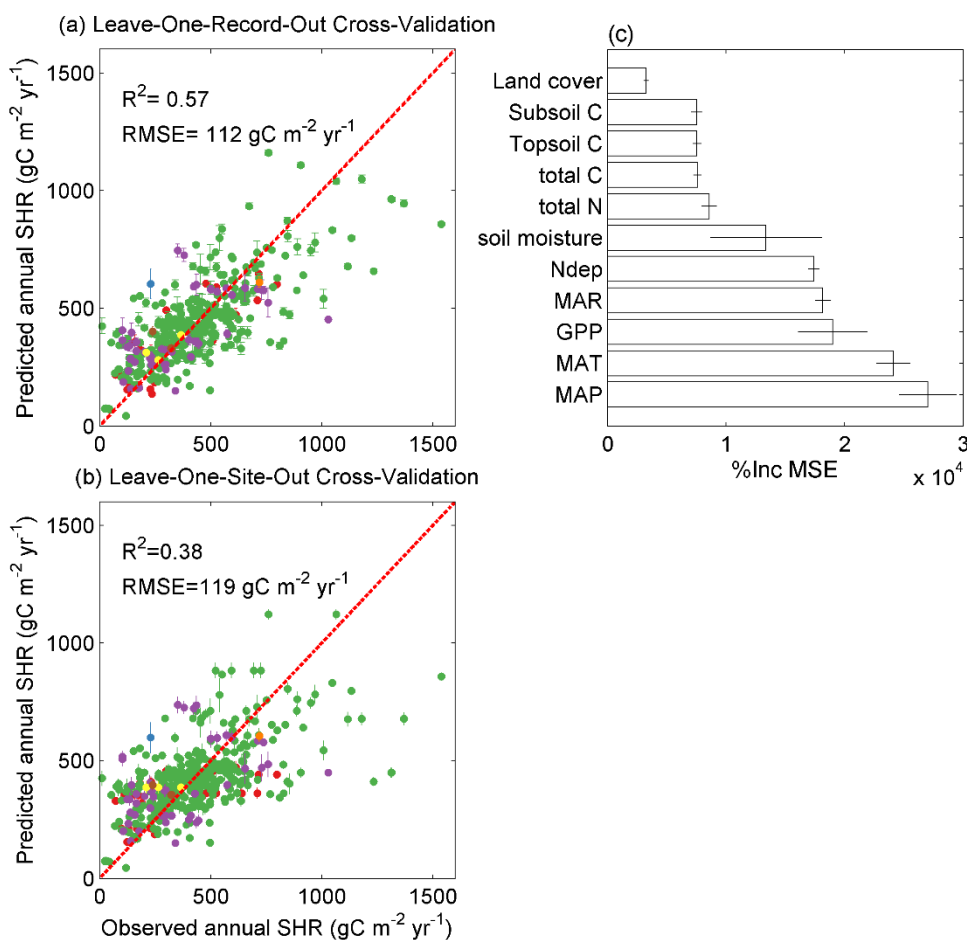 (a) Leave-One-Record-Out Cross-Validation
Predicted annual SHR (gC m⁻² yr⁻¹)
1500
1000
500
0
R²= 0.57
RMSE= 112 gC m⁻² yr⁻¹
0
500
1000
1500
(b) Leave-One-Site-Out Cross-Validation
Predicted annual SHR (gC m⁻² yr⁻¹)
1500
1000
500
0
R²=0.38
RMSE=119 gC m⁻² yr⁻¹
0
500
1000
1500
Observed annual SHR (gC m⁻² yr⁻¹)
(c)
Land cover
Subsoil C
Topsoil C
total C
total N
soil moisture
Ndep
MAR
GPP
MAT
MAP
0
1
2
3
%Inc MSE
x 10⁴